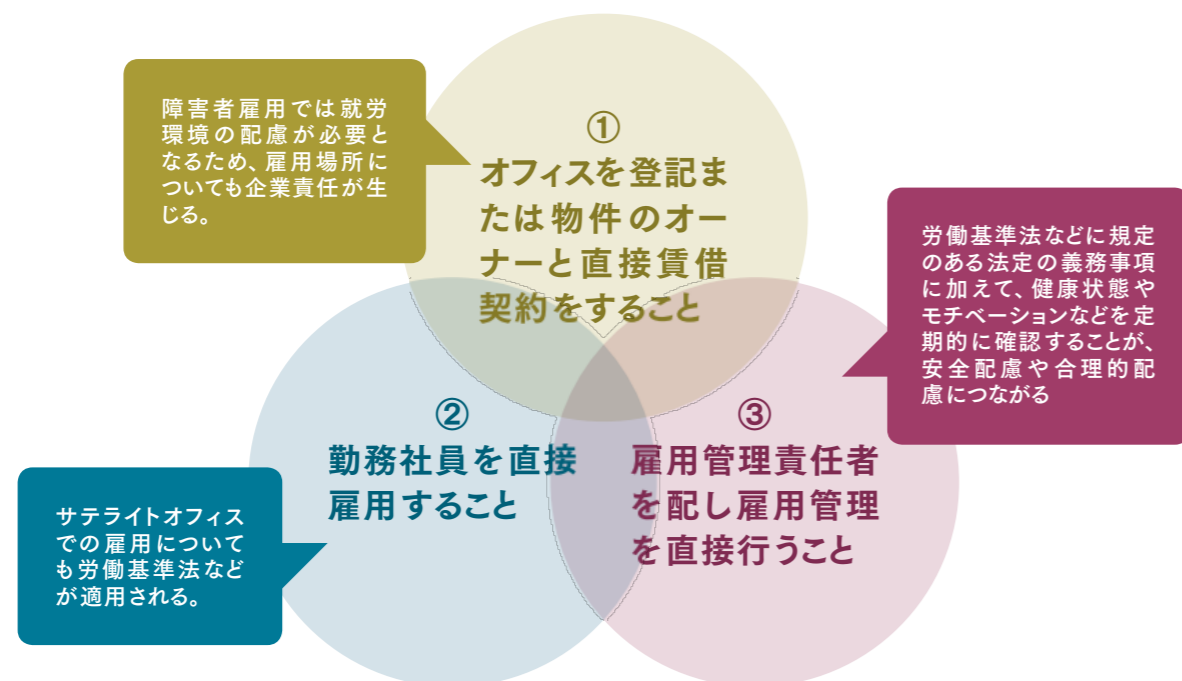 障害者雇用では就労
環境の配慮が必要と
なるため、雇用場所に
ついても企業責任が生
じる。
①
オフィスを登記ま
たは物件のオー
ナーと直接賃借
契約をすること
労働基準法などに規定
のある法定の義務事項
に加えて、健康状態や
モチベーションなどを定
期的に確認することが、
安全配慮や合理的配
慮につながる
②
勤務社員を直接
雇用すること
③
雇用管理責任者
を配し雇用管理
を直接行うこと
サテライトオフィス
での雇用について
も労働基準法など
が適用される。